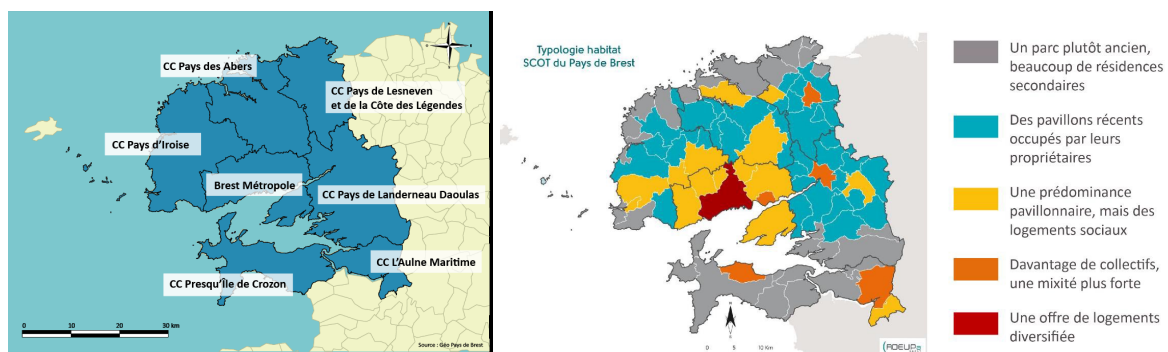 CC Pays des Abers
CC Pays de Lesneven
et de la Côte des Légendes
CC Pays d'Iroise
Brest Métropole
CC Pays de Landerneau Daoulas
CC L'Aulne Maritime
CC Presqu'Île de Crozon
0 10 20 30 km
Source : Géo Pays de Brest
Typologie habitat
SCOT du Pays de Brest
0 5 10 Km
ADEUPa
Un parc plutôt ancien,
beaucoup de résidences
secondaires
Des pavillons récents
occupés par leurs
propriétaires
Une prédominance
pavillonnaire, mais des
logements sociaux
Davantage de collectifs,
une mixité plus forte
Une offre de logements
diversifiée